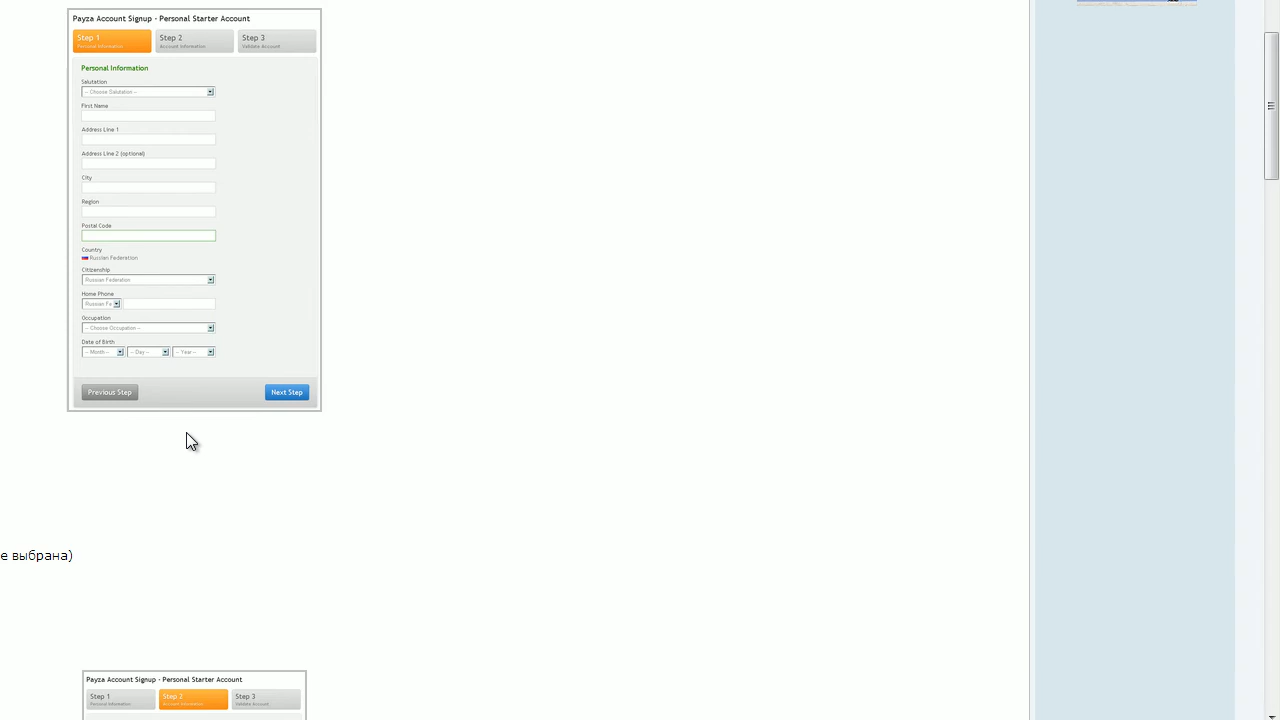 Payza Account Signup - Personal Starter Account
Step 1
Personal Information
Step 2
Account Information
Step 3
Validate Account
Personal Information
Salutation
-- Choose Salutation --
First Name
Address Line 1
Address Line 2 (optional)
City
Region
Postal Code
Country
Russian Federation
Citizenship
Russian Federation
Home Phone
Russian Fe
Occupation
-- Choose Occupation --
Date of Birth
-- Month -- -- Day -- -- Year --
Previous Step Next Step
е выбрана)
Payza Account Signup - Personal Starter Account
Step 1
Personal Information
Step 2
Account Information
Step 3
Validate Account